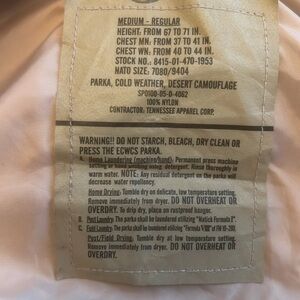 MEDIUM - REGULAR
HEIGHT: FROM 67 TO 71 IN.
CHEST MN: FROM 37 TO 41 IN.
CHEST WN: FROM 40 TO 44 IN.
STOCK NO.: 8415-01-470-1953
NATO SIZE: 7080/9404
PARKA, COLD WEATHER, DESERT CAMOUFLAGE
SPO100-05-D-4062
100% NYLON
CONTRACTOR: TENNESSEE APPAREL CORP.
WARNING!! DO NOT STARCH, BLEACH, DRY CLEAN OR
PRESS THE ECWCS PARKA.
A. Home Laundering (machine/hand): Permanent press machine
setting or hand washing using detergent. Rinse thoroughly in
warm water. NOTE: Any residual detergent on the parka will
decrease water repellency.
Home Drying: Tumble dry on delicate, low temperature setting.
Remove immediately from dryer. DO NOT OVERHEAT OR
OVERDRY. To drip dry, place on rustproof hanger.
B. Post Laundry: The parka shall be laundered utilizing
C. Field Laundry: The parka shall be laundered utilizing "Formula
Post/Field Drying: Tumble dry at low temperature setting.
Remove immediately from dryer. DO NOT OVERHEAT OR
OVERDRY.